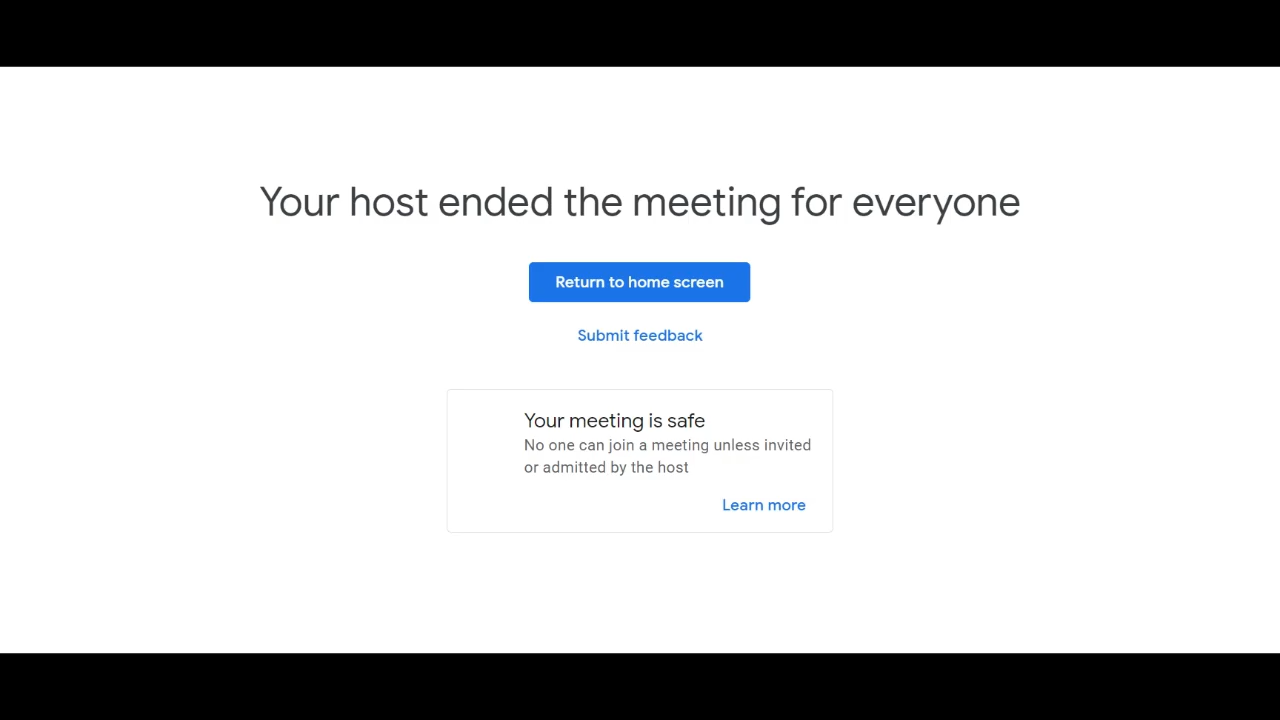 Your host ended the meeting for everyone
Return to home screen
Submit feedback
Your meeting is safe
No one can join a meeting unless invited
or admitted by the host
Learn more